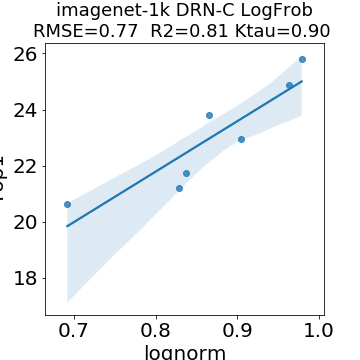 imagenet-1k DRN-C LogFrob
RMSE=0.77 R2=0.81 Ktau=0.90
26
24
22
20
18
0.7 0.8 0.9 1.0
lognorm